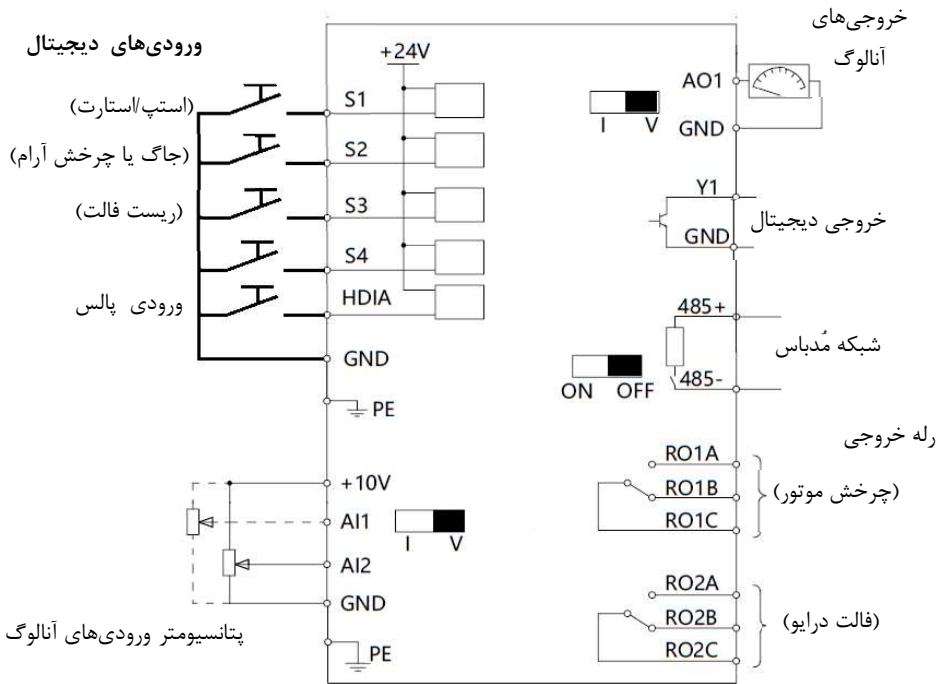 ورودی‌های دیجیتال
(استپ/استارت)
(جاگ یا چرخش آرام)
(ریست فالت)
ورودی پالس
+24V
S1
S2
S3
S4
HDIA
GND
PE
+10V
AI1
I V
AI2
GND
PE
پتانسیومتر ورودی‌های آنالوگ
خروجی‌های
آنالوگ
AO1
I V
GND
Y1
خروجی دیجیتال
GND
485+
شبکه مُدباس
ON OFF
485-
رله خروجی
RO1A
RO1B
(چرخش موتور)
RO1C
RO2A
RO2B
(فالت درایو)
RO2C